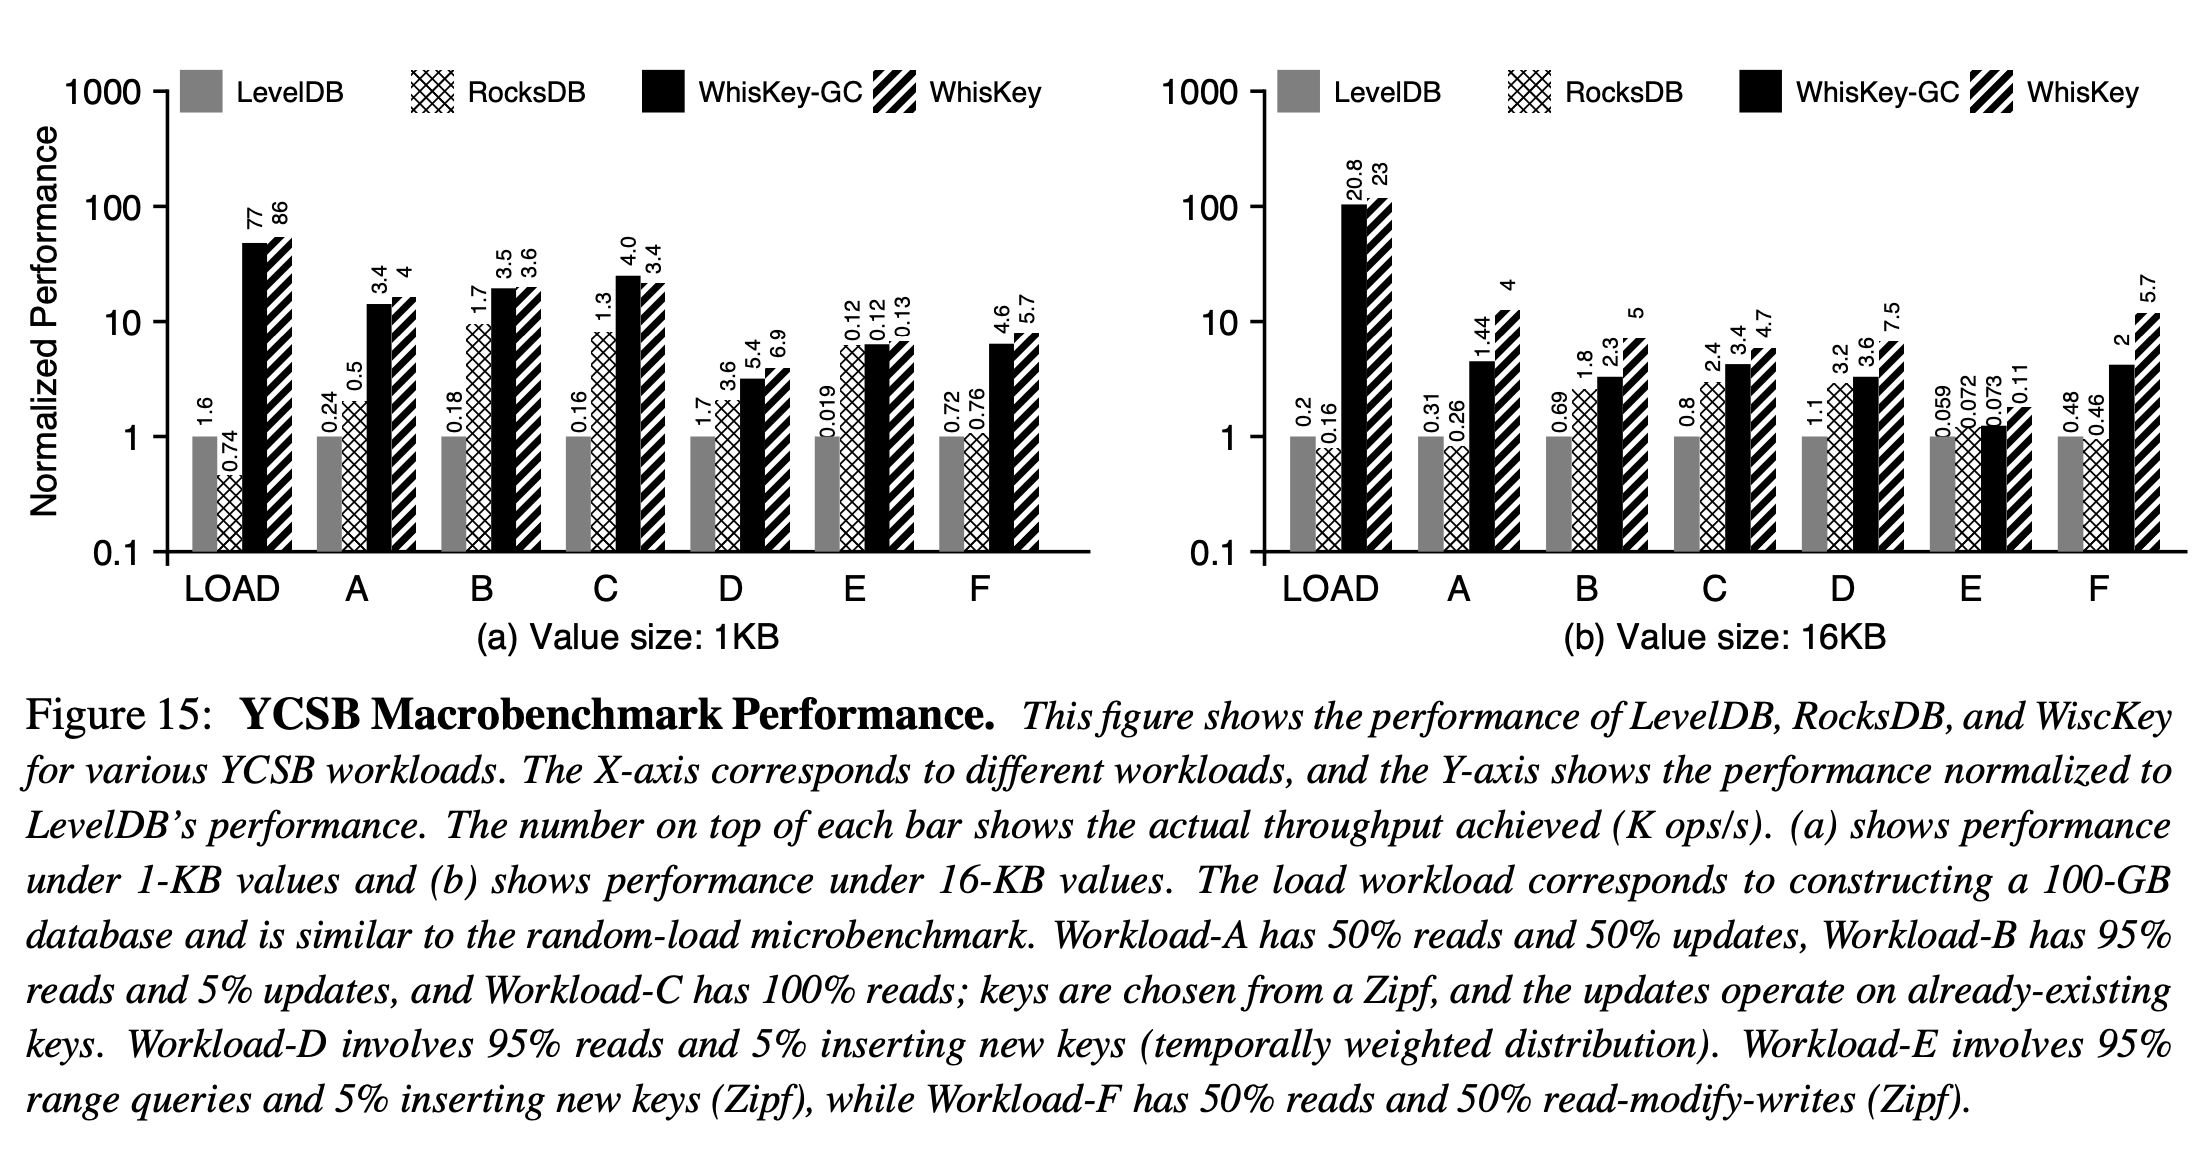 1000 LevelDB RocksDB WhisKey-GC WhisKey
100
10
1
0.1
Normalized Performance
1.6 0.74 77 86
0.24 0.5 3.4 4
0.18 1.7 3.5 3.6
0.16 1.3 4.0 3.4
1.7 3.6 5.4 6.9
0.019 0.12 0.12 0.13
0.72 0.76 4.6 5.7
LOAD A B C D E F
(a) Value size: 1KB
1000 LevelDB RocksDB WhisKey-GC WhisKey
100
10
1
0.1
0.2 0.16 20.8 23
0.31 0.26 1.44 4
0.69 1.8 2.3 5
0.8 2.4 3.4 4.7
1.1 3.2 3.6 7.5
0.059 0.072 0.073 0.11
0.48 0.46 2 5.7
LOAD A B C D E F
(b) Value size: 16KB
Figure 15: YCSB Macrobenchmark Performance. This figure shows the performance of LevelDB, RocksDB, and WiscKey
for various YCSB workloads. The X-axis corresponds to different workloads, and the Y-axis shows the performance normalized to
LevelDB's performance. The number on top of each bar shows the actual throughput achieved (K ops/s). (a) shows performance
under 1-KB values and (b) shows performance under 16-KB values. The load workload corresponds to constructing a 100-GB
database and is similar to the random-load microbenchmark. Workload-A has 50% reads and 50% updates, Workload-B has 95%
reads and 5% updates, and Workload-C has 100% reads; keys are chosen from a Zipf, and the updates operate on already-existing
keys. Workload-D involves 95% reads and 5% inserting new keys (temporally weighted distribution). Workload-E involves 95%
range queries and 5% inserting new keys (Zipf), while Workload-F has 50% reads and 50% read-modify-writes (Zipf).